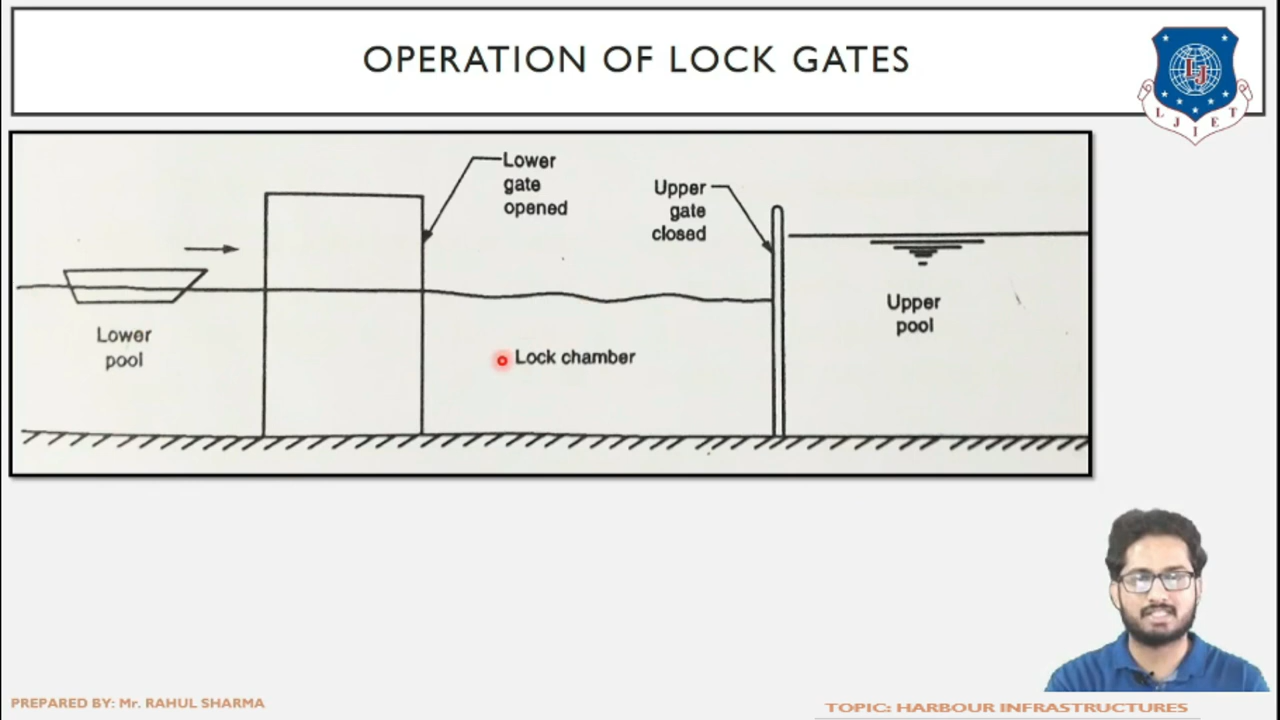 OPERATION OF LOCK GATES
LJIET
Lower
gate
opened
Upper
gate
closed
Lower
pool
Lock chamber
Upper
pool
PREPARED BY: Mr. RAHUL SHARMA
TOPIC: HARBOUR INFRASTRUCTURES